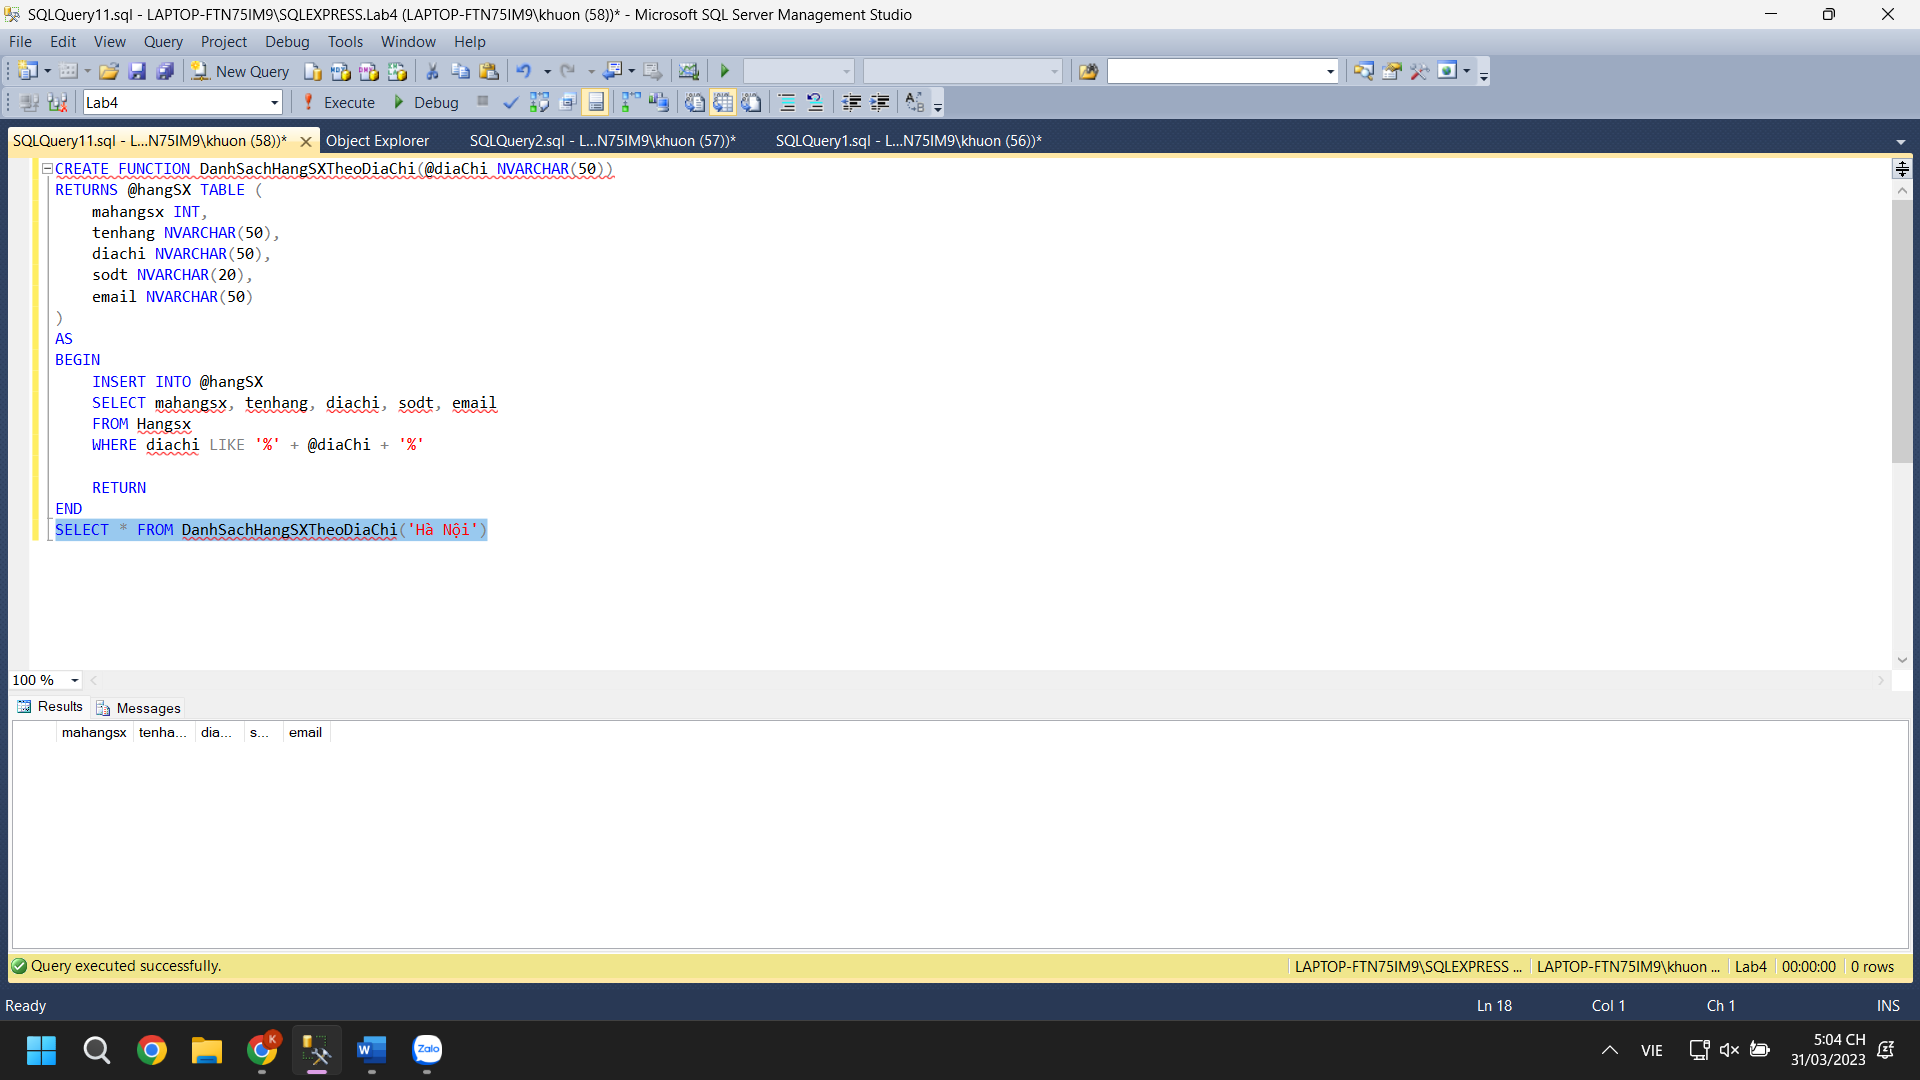 SQLQuery11.sql - LAPTOP-FTN75IM9\SQLEXPRESS.Lab4 (LAPTOP-FTN75IM9\khuon (58))* - Microsoft SQL Server Management Studio
File Edit View Query Project Debug Tools Window Help
New Query
Lab4 Execute Debug
SQLQuery11.sql - L...N75IM9\khuon (58))* Object Explorer SQLQuery2.sql - L...N75IM9\khuon (57))* SQLQuery1.sql - L...N75IM9\khuon (56))*
CREATE FUNCTION DanhSachHangSXTheoDiaChi(@diaChi NVARCHAR(50))
RETURNS @hangSX TABLE (
mahangsx INT,
tenhang NVARCHAR(50),
diachi NVARCHAR(50),
sodt NVARCHAR(20),
email NVARCHAR(50)
)
AS
BEGIN
INSERT INTO @hangSX
SELECT mahangsx, tenhang, diachi, sodt, email
FROM Hangsx
WHERE diachi LIKE '%' + @diaChi + '%'
RETURN
END
SELECT * FROM DanhSachHangSXTheoDiaChi('Hà Nội')
100 %
Results Messages
mahangsx tenha... dia... s... email
Query executed successfully. LAPTOP-FTN75IM9\SQLEXPRESS ... LAPTOP-FTN75IM9\khuon ... Lab4 00:00:00 0 rows
Ready Ln 18 Col 1 Ch 1 INS
K W Zalo VIE 5:04 CH
31/03/2023